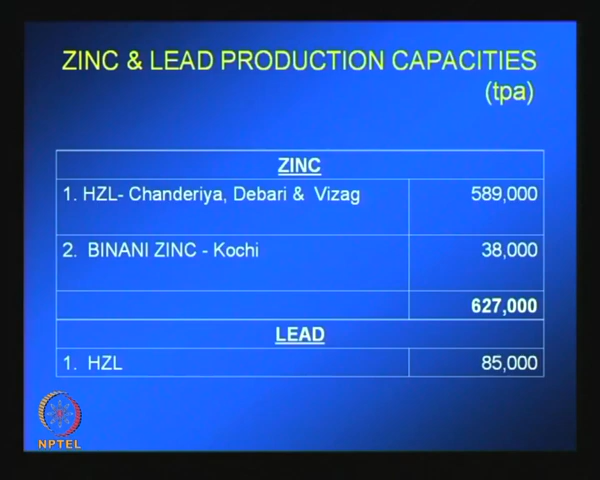 ZINC & LEAD PRODUCTION CAPACITIES
(tpa)
ZINC
1. HZL- Chanderiya, Debari & Vizag 589,000
2. BINANI ZINC - Kochi 38,000
627,000
LEAD
1. HZL 85,000
NPTEL